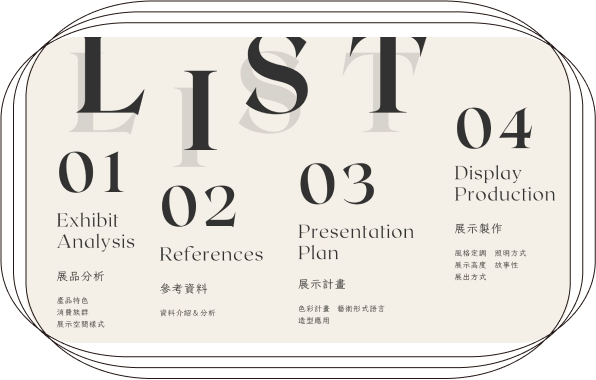 LIST
01
Exhibit
Analysis
展品分析
產品特色
消費族群
展示空間樣式
02
References
參考資料
資料介紹&分析
03
Presentation
Plan
展示計畫
色彩計畫 藝術形式語言
造型應用
04
Display
Production
展示製作
風格定調 照明方式
展示高度 故事性
展出方式